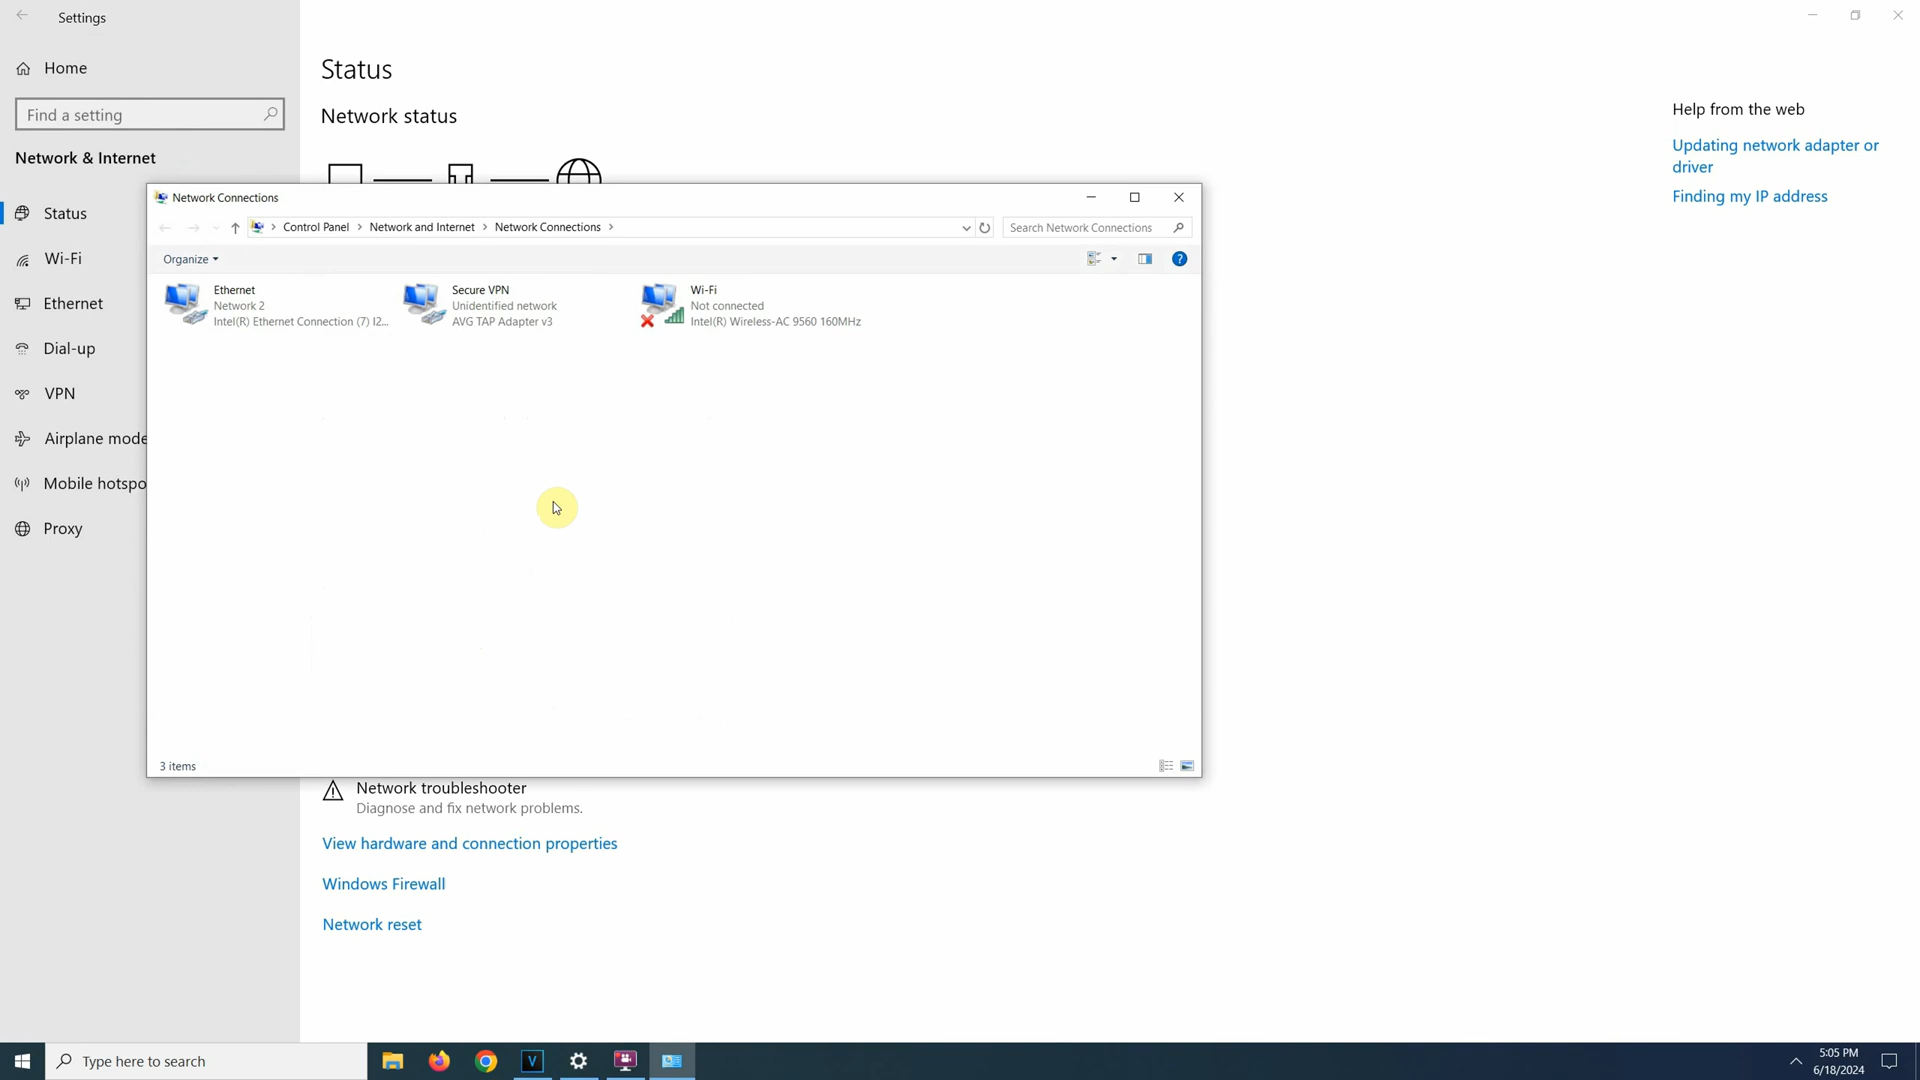 Settings
Home
Find a setting
Network & Internet
Status
Wi-Fi
Ethernet
Dial-up
VPN
Airplane mode
Mobile hotspo
Proxy
Status
Network status
Help from the web
Updating network adapter or
driver
Finding my IP address
Network Connections
Control Panel > Network and Internet > Network Connections >
Search Network Connections
Organize
Ethernet
Network 2
Intel(R) Ethernet Connection (7) I2...
Secure VPN
Unidentified network
AVG TAP Adapter v3
Wi-Fi
Not connected
Intel(R) Wireless-AC 9560 160MHz
3 items
Network troubleshooter
Diagnose and fix network problems.
View hardware and connection properties
Windows Firewall
Network reset
Type here to search
V
5:05 PM
6/18/2024